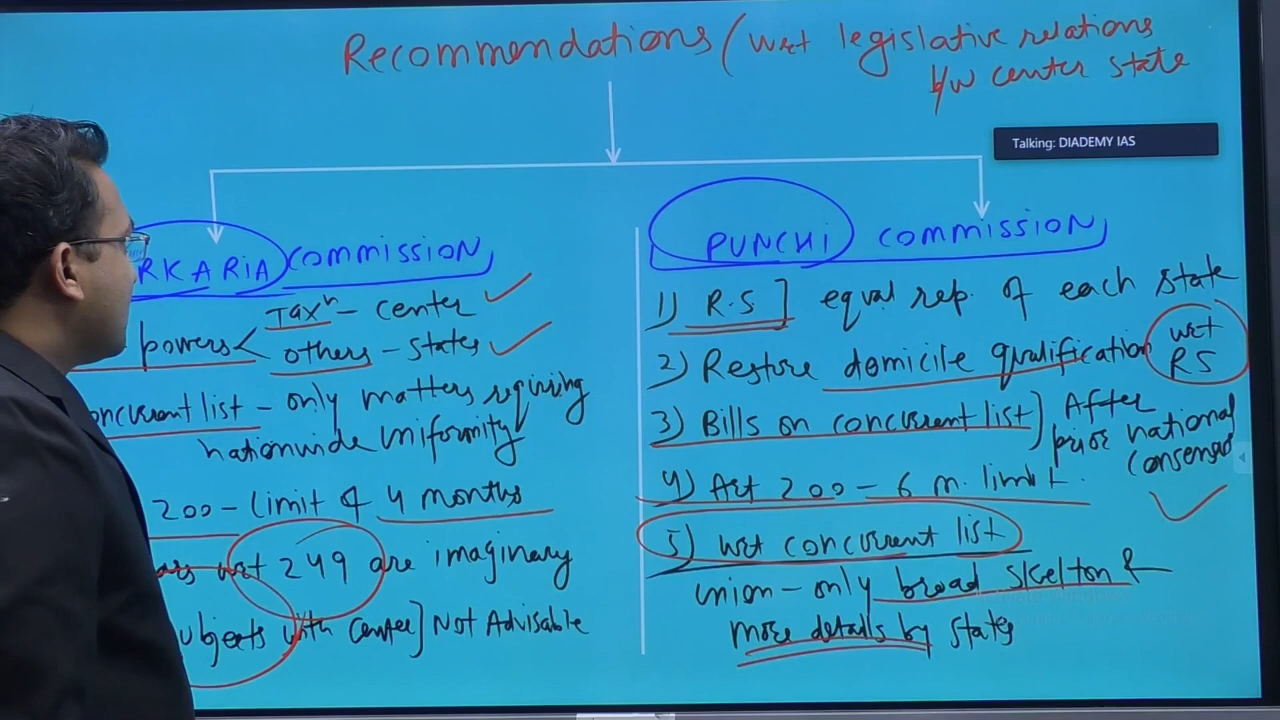 Recommendations (wrt legislative relations
b/w center state
Talking: DIADEMY IAS
RKARIA COMMISSION
Taxn - center
powers < others - states
oncurrent list - only matters requiring
nationwide uniformity
200 - limit of 4 months
ars wrt 249 are imaginary
ubjects with center] Not Advisable
PUNCHI COMMISSION
1) R.S] equal rep. of each state
2) Restore domicile qualification wrt
RS
3) Bills on concurrent list) After
prior national
consensus
4) Art 200 - 6 m. limit.
5) wrt concurrent list
union - only broad skelton &
more details by states